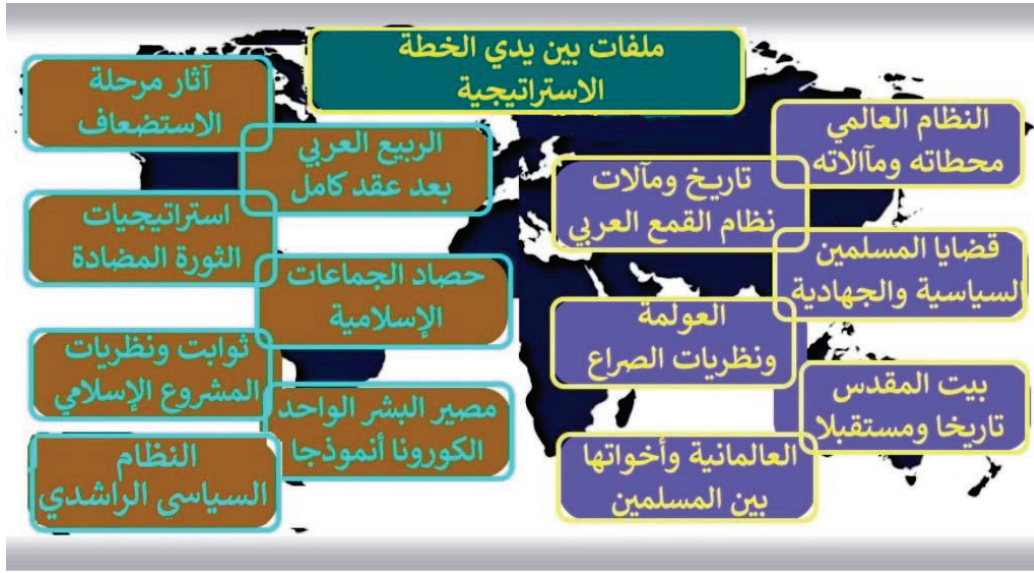 ملفات بين يدي الخطة
الاستراتيجية
النظام العالمي
محطاته ومآالاته
تاريخ ومآلات
نظام القمع العربي
قضايا المسلمين
السياسية والجهادية
العولمة
ونظريات الصراع
بيت المقدس
تاريخا ومستقبلا
العالمانية وأخواتها
بين المسلمين
آثار مرحلة
الاستضعاف
الربيع العربي
بعد عقد كامل
استراتيجيات
الثورة المضادة
حصاد الجماعات
الإسلامية
ثوابت ونظريات
المشروع الإسلامي
مصير البشر الواحد
الكورونا أنموذجا
النظام
السياسي الراشدي